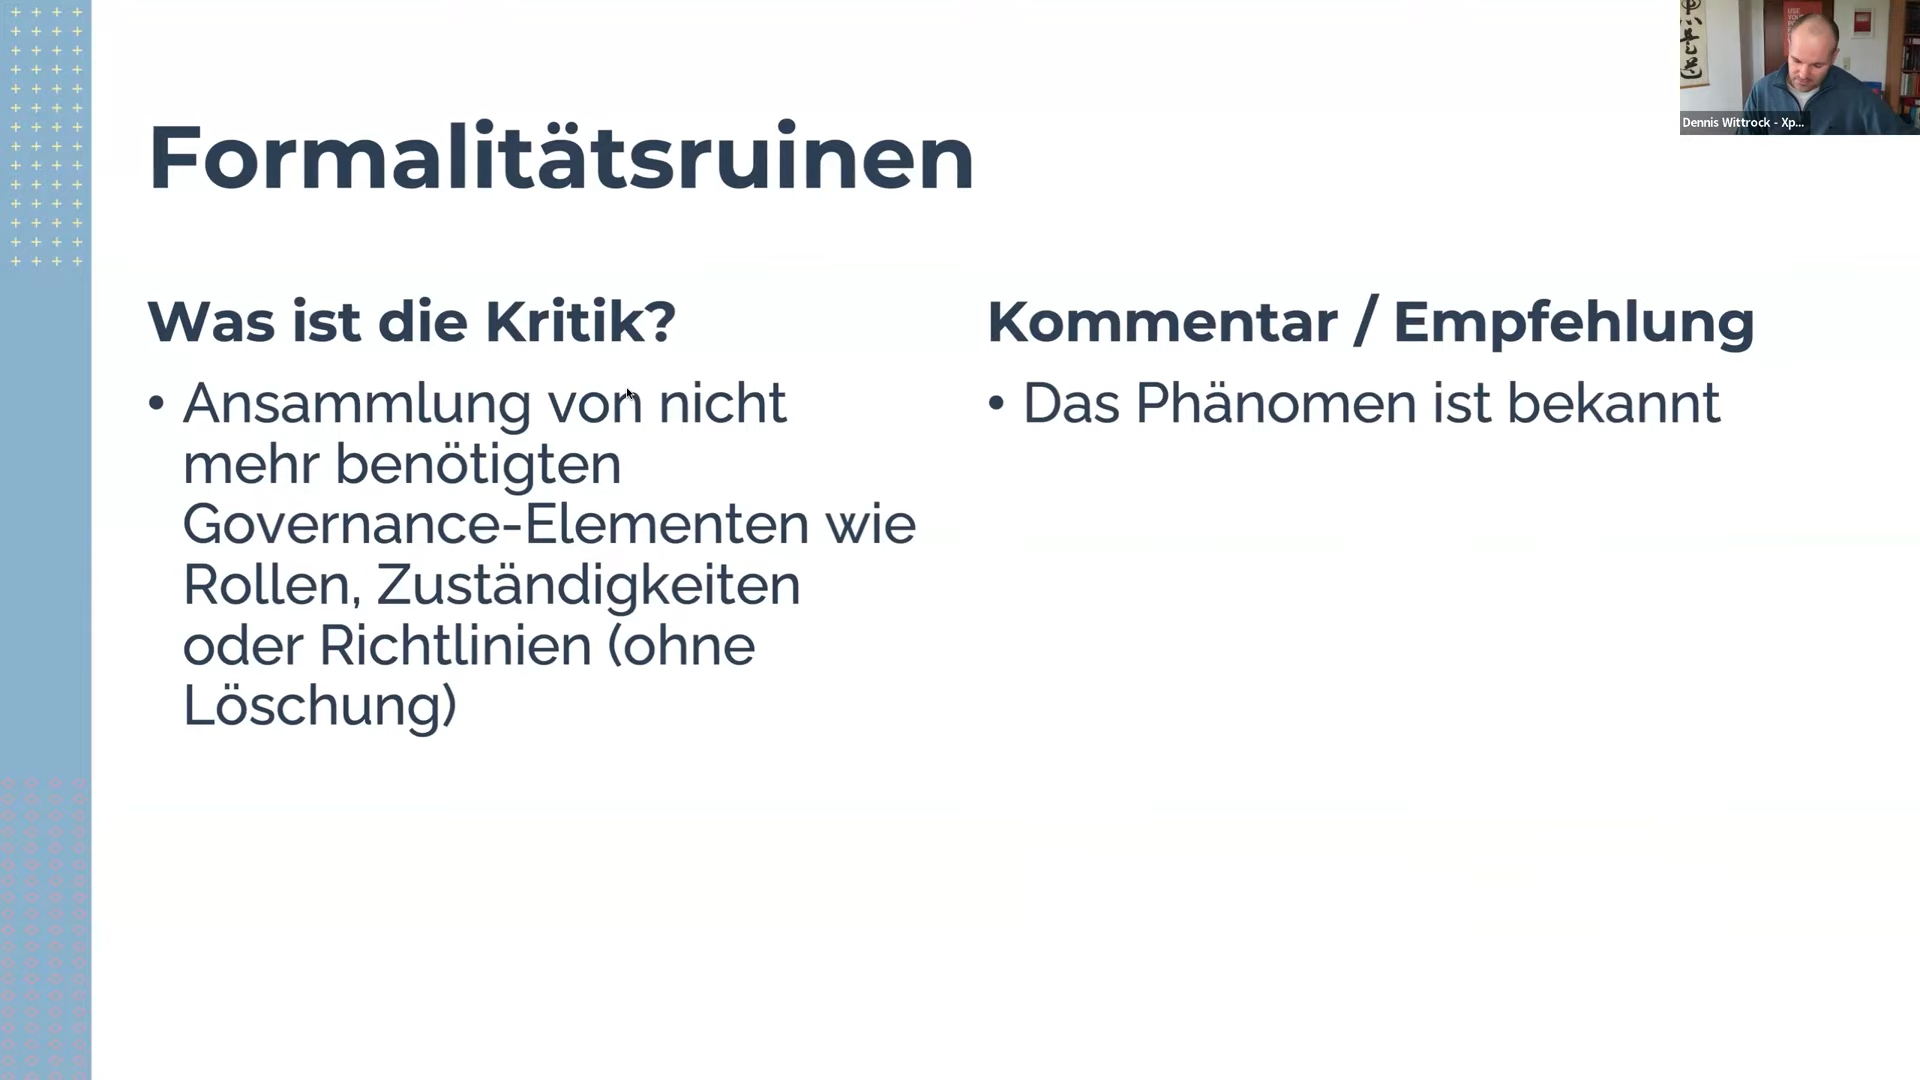 Formalitätsruinen
Was ist die Kritik?
• Ansammlung von nicht
mehr benötigten
Governance-Elementen wie
Rollen, Zuständigkeiten
oder Richtlinien (ohne
Löschung)
Kommentar / Empfehlung
• Das Phänomen ist bekannt
Dennis Wittrock - Xp...